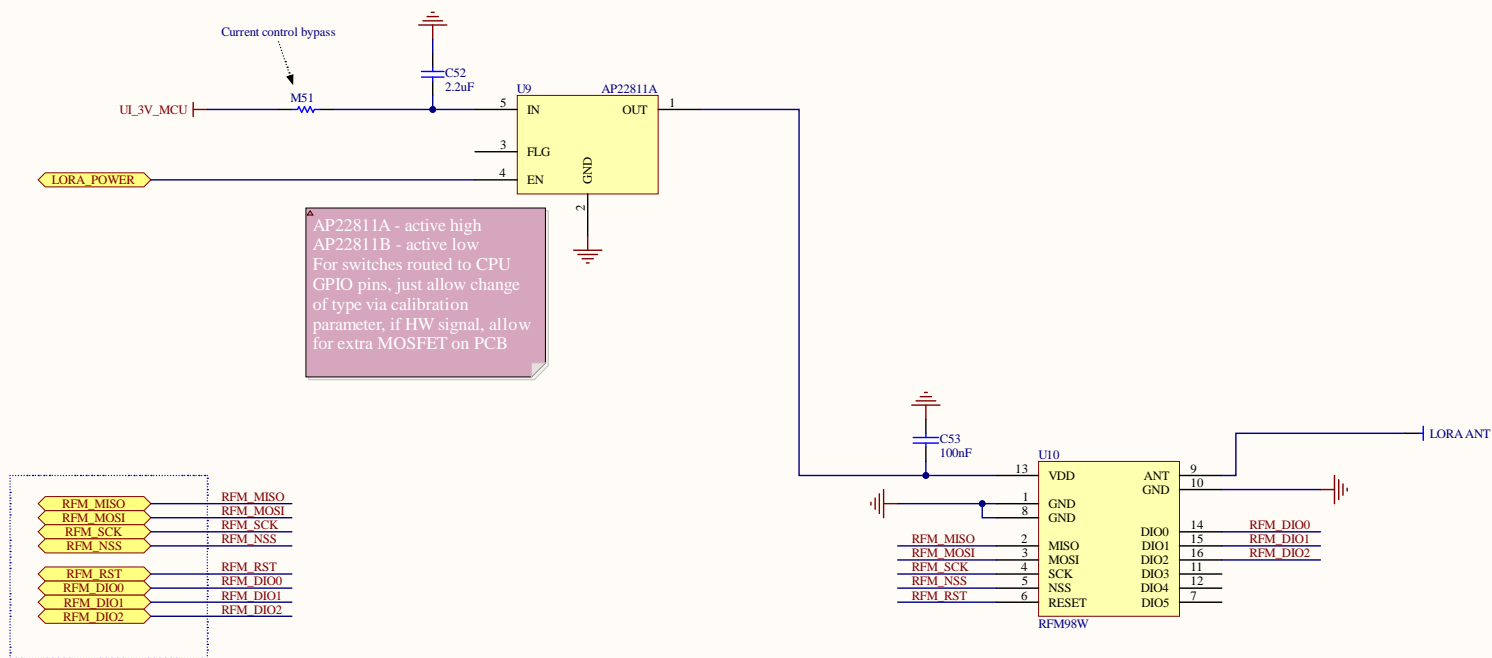 Current control bypass
C52
2.2uF
M51
UI_3V_MCU
U9
AP22811A
5
IN
OUT
1
3
FLG
4
EN
GND
2
LORA_POWER
AP22811A - active high
AP22811B - active low
For switches routed to CPU
GPIO pins, just allow change
of type via calibration
parameter, if HW signal, allow
for extra MOSFET on PCB
C53
100nF
LORA ANT
U10
13
VDD
ANT
9
GND
10
1
GND
8
GND
DIO0
14
RFM_DIO0
RFM_MISO
2
MISO
DIO1
15
RFM_DIO1
RFM_MOSI
3
MOSI
DIO2
16
RFM_DIO2
RFM_SCK
4
SCK
DIO3
11
RFM_NSS
5
NSS
DIO4
12
RFM_RST
6
RESET
DIO5
7
RFM98W
RFM_MISO
RFM_MISO
RFM_MOSI
RFM_MOSI
RFM_SCK
RFM_SCK
RFM_NSS
RFM_NSS
RFM_RST
RFM_RST
RFM_DIO0
RFM_DIO0
RFM_DIO1
RFM_DIO1
RFM_DIO2
RFM_DIO2